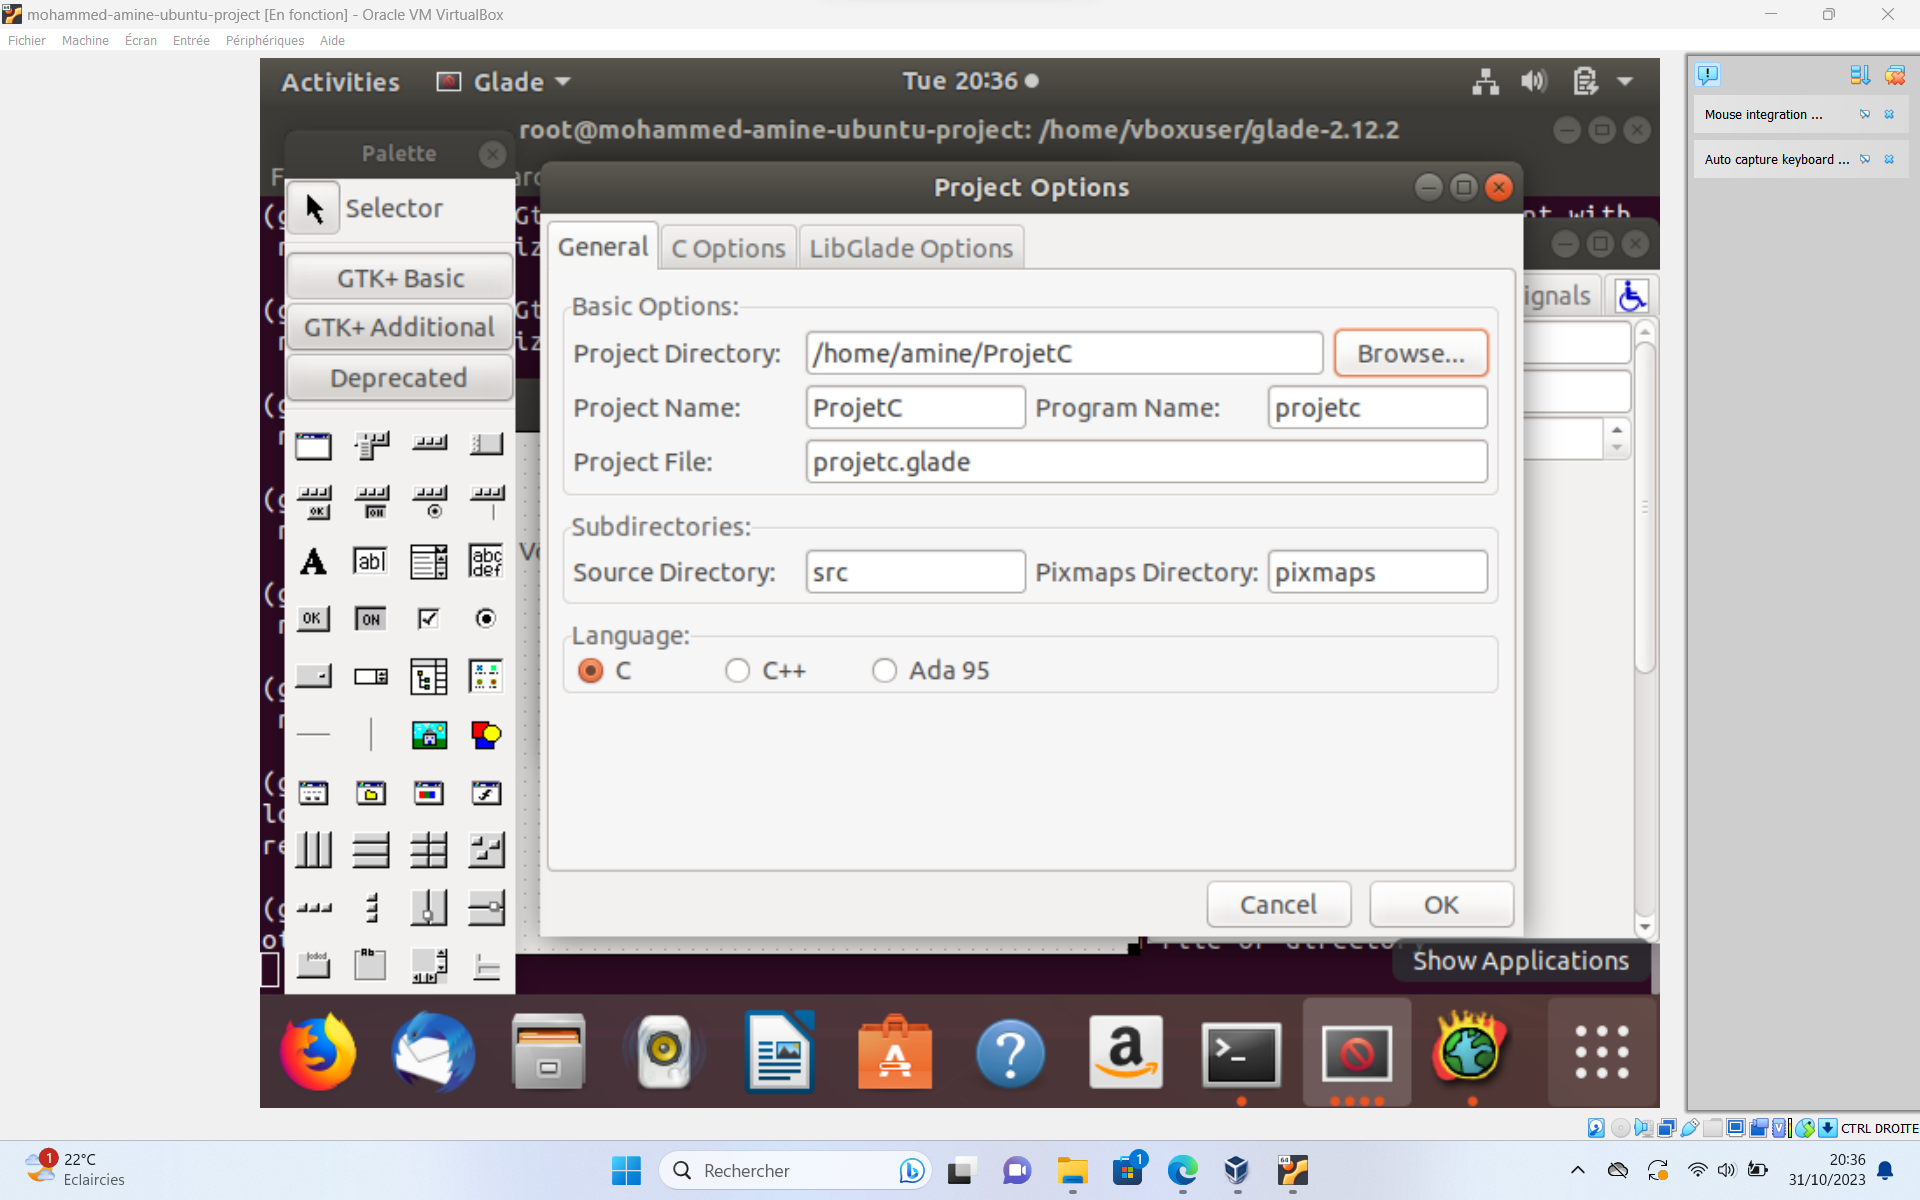 mohammed-amine-ubuntu-project [En fonction] - Oracle VM VirtualBox
Fichier Machine Écran Entrée Périphériques Aide
Activities Glade Tue 20:36
root@mohammed-amine-ubuntu-project: /home/vboxuser/glade-2.12.2
Mouse integration ...
Auto capture keyboard ...
Palette
Selector
GTK+ Basic
GTK+ Additional
Deprecated
Project Options
General C Options LibGlade Options
Basic Options:
Project Directory: /home/amine/ProjetC Browse...
Project Name: ProjetC Program Name: projetc
Project File: projetc.glade
Subdirectories:
Source Directory: src Pixmaps Directory: pixmaps
Language:
C C++ Ada 95
Cancel OK
ignals
Show Applications
CTRL DROITE
1
22°C
Eclaircies
Rechercher
1
20:36
31/10/2023